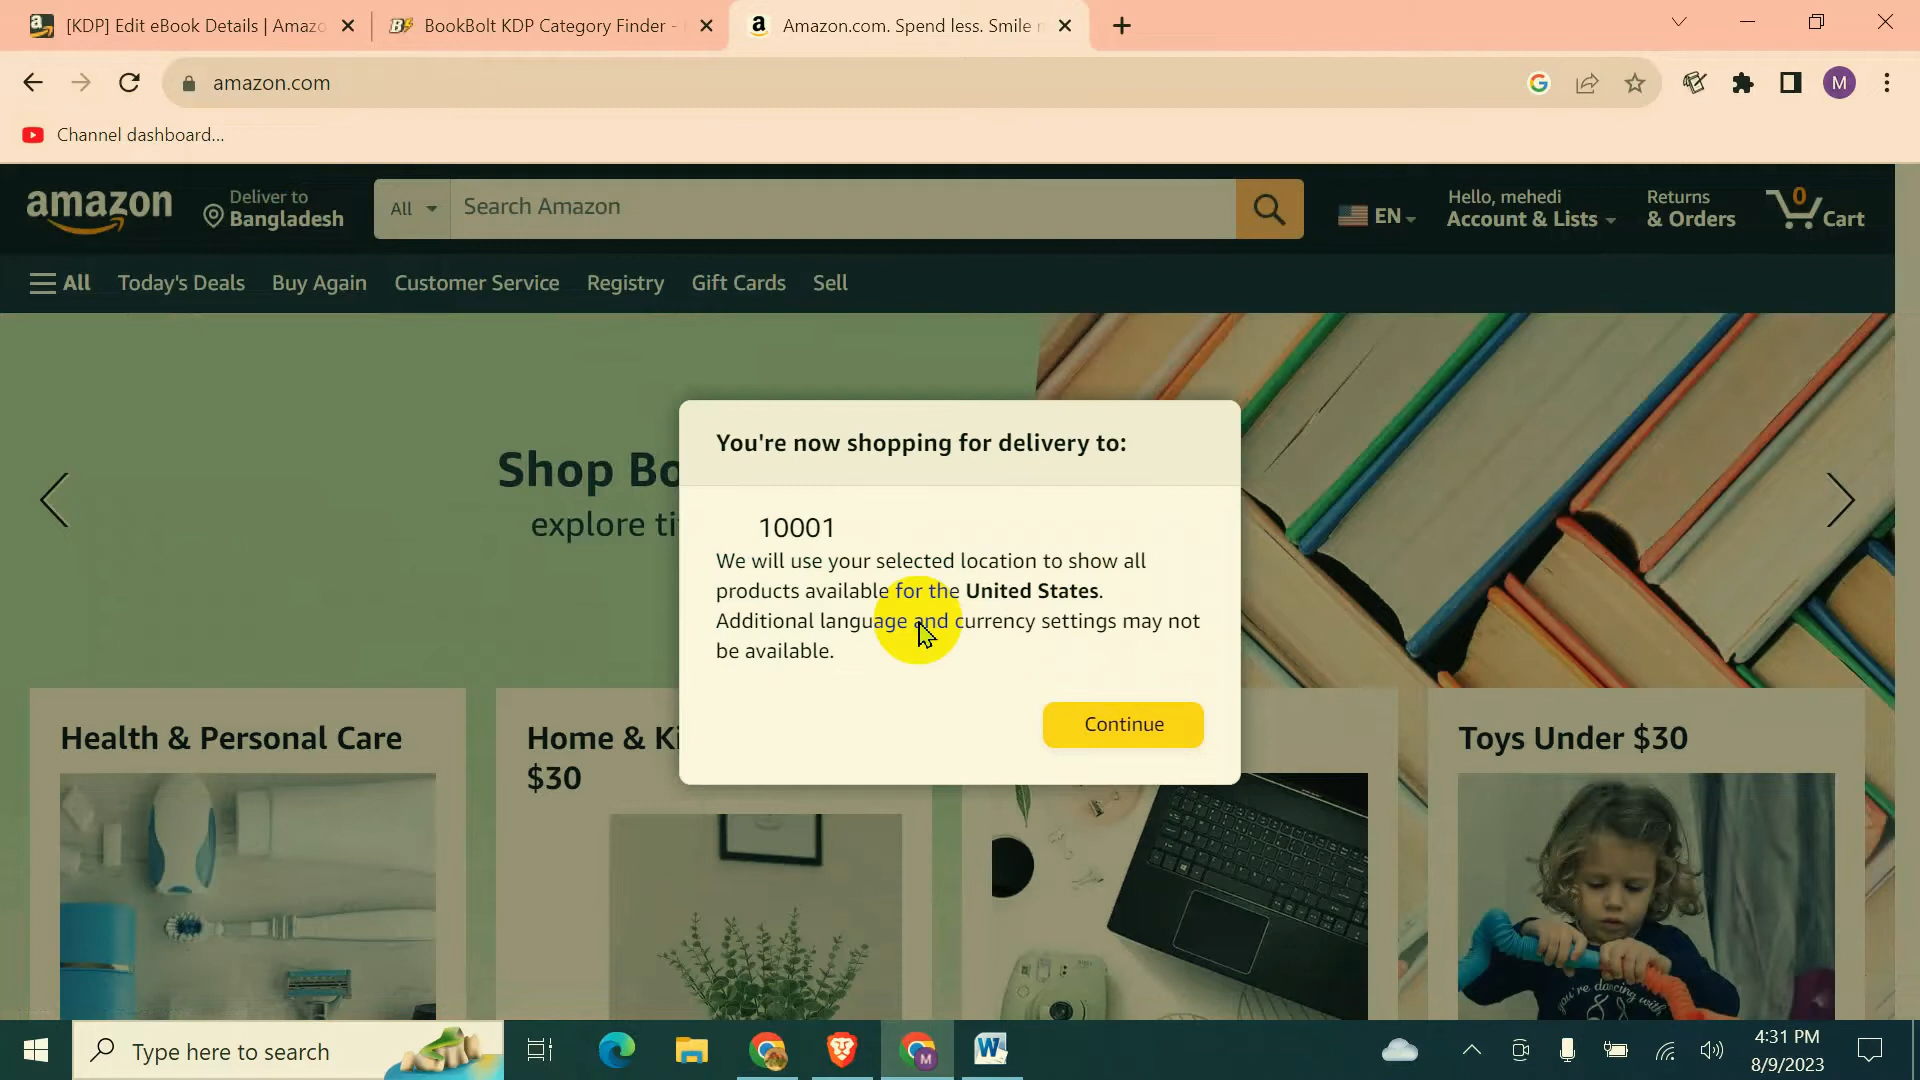 [KDP] Edit eBook Details | Amazo
BookBolt KDP Category Finder -
Amazon.com. Spend less. Smile m
amazon.com
M
Channel dashboard...
amazon
Deliver to
Bangladesh
All
Search Amazon
EN
Hello, mehedi
Account & Lists
Returns
& Orders
0
Cart
All
Today's Deals
Buy Again
Customer Service
Registry
Gift Cards
Sell
Shop Bo
explore ti
You're now shopping for delivery to:
10001
We will use your selected location to show all
products available for the United States.
Additional language and currency settings may not
be available.
Continue
Health & Personal Care
Home & Ki
$30
Toys Under $30
you're dancing with
Type here to search
M
W
4:31 PM
8/9/2023